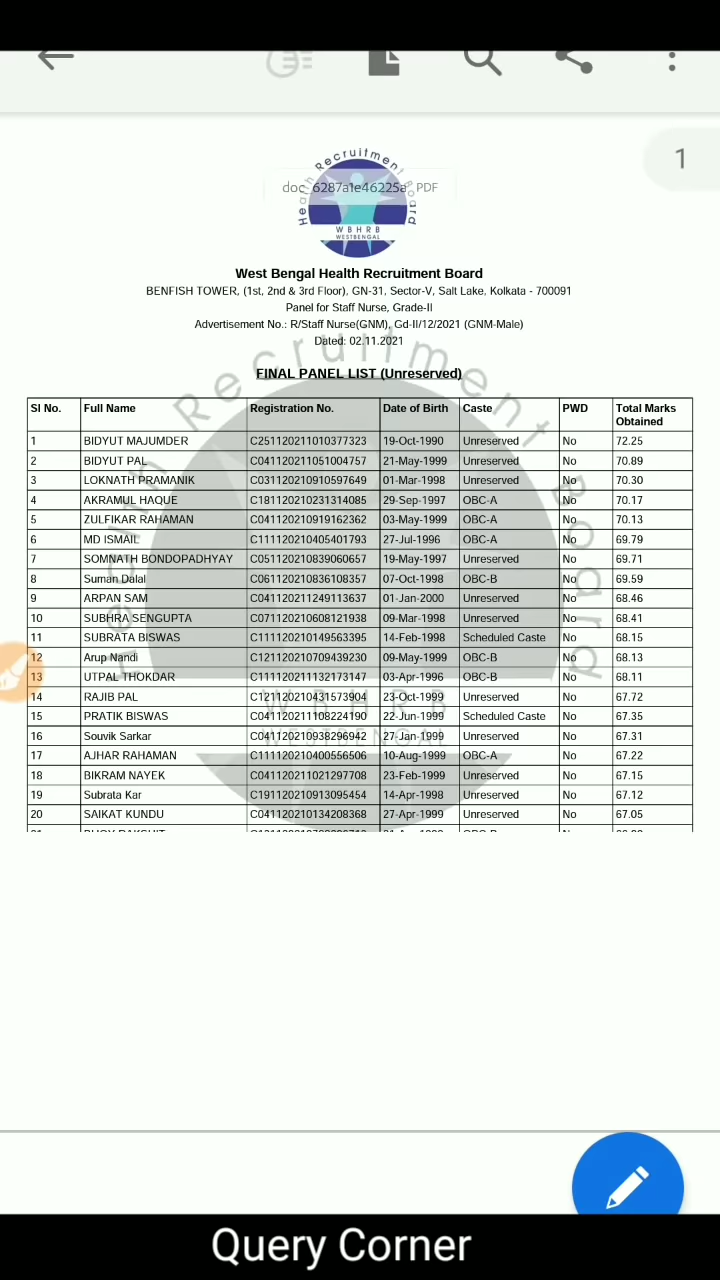 1
Health Recruitment Board
doc_6287a1e46225a PDF
WBHRB
WESTBENGAL
West Bengal Health Recruitment Board
BENFISH TOWER, (1st, 2nd & 3rd Floor), GN-31, Sector-V, Salt Lake, Kolkata - 700091
Panel for Staff Nurse, Grade-II
Advertisement No.: R/Staff Nurse(GNM), Gd-II/12/2021 (GNM-Male)
Dated: 02.11.2021
Health Recruitment Board
WBHRB
WESTBENGAL
FINAL PANEL LIST (Unreserved)
Sl No. Full Name Registration No. Date of Birth Caste PWD Total Marks
Obtained
1 BIDYUT MAJUMDER C251120211010377323 19-Oct-1990 Unreserved No 72.25
2 BIDYUT PAL C041120211051004757 21-May-1999 Unreserved No 70.89
3 LOKNATH PRAMANIK C031120210910597649 01-Mar-1998 Unreserved No 70.30
4 AKRAMUL HAQUE C181120210231314085 29-Sep-1997 OBC-A No 70.17
5 ZULFIKAR RAHAMAN C041120210919162362 03-May-1999 OBC-A No 70.13
6 MD ISMAIL C111120210405401793 27-Jul-1996 OBC-A No 69.79
7 SOMNATH BONDOPADHYAY C051120210839060657 19-May-1997 Unreserved No 69.71
8 Suman Dalal C061120210836108357 07-Oct-1998 OBC-B No 69.59
9 ARPAN SAM C041120211249113637 01-Jan-2000 Unreserved No 68.46
10 SUBHRA SENGUPTA C071120210608121938 09-Mar-1998 Unreserved No 68.41
11 SUBRATA BISWAS C111120210149563395 14-Feb-1998 Scheduled Caste No 68.15
12 Arup Nandi C121120210709439230 09-May-1999 OBC-B No 68.13
13 UTPAL THOKDAR C111120211132173147 03-Apr-1996 OBC-B No 68.11
14 RAJIB PAL C121120210431573904 23-Oct-1999 Unreserved No 67.72
15 PRATIK BISWAS C041120211108224190 22-Jun-1999 Scheduled Caste No 67.35
16 Souvik Sarkar C041120210938296942 27-Jan-1999 Unreserved No 67.31
17 AJHAR RAHAMAN C111120210400556506 10-Aug-1999 OBC-A No 67.22
18 BIKRAM NAYEK C041120211021297708 23-Feb-1999 Unreserved No 67.15
19 Subrata Kar C191120210913095454 14-Apr-1998 Unreserved No 67.12
20 SAIKAT KUNDU C041120210134208368 27-Apr-1999 Unreserved No 67.05
Query Corner